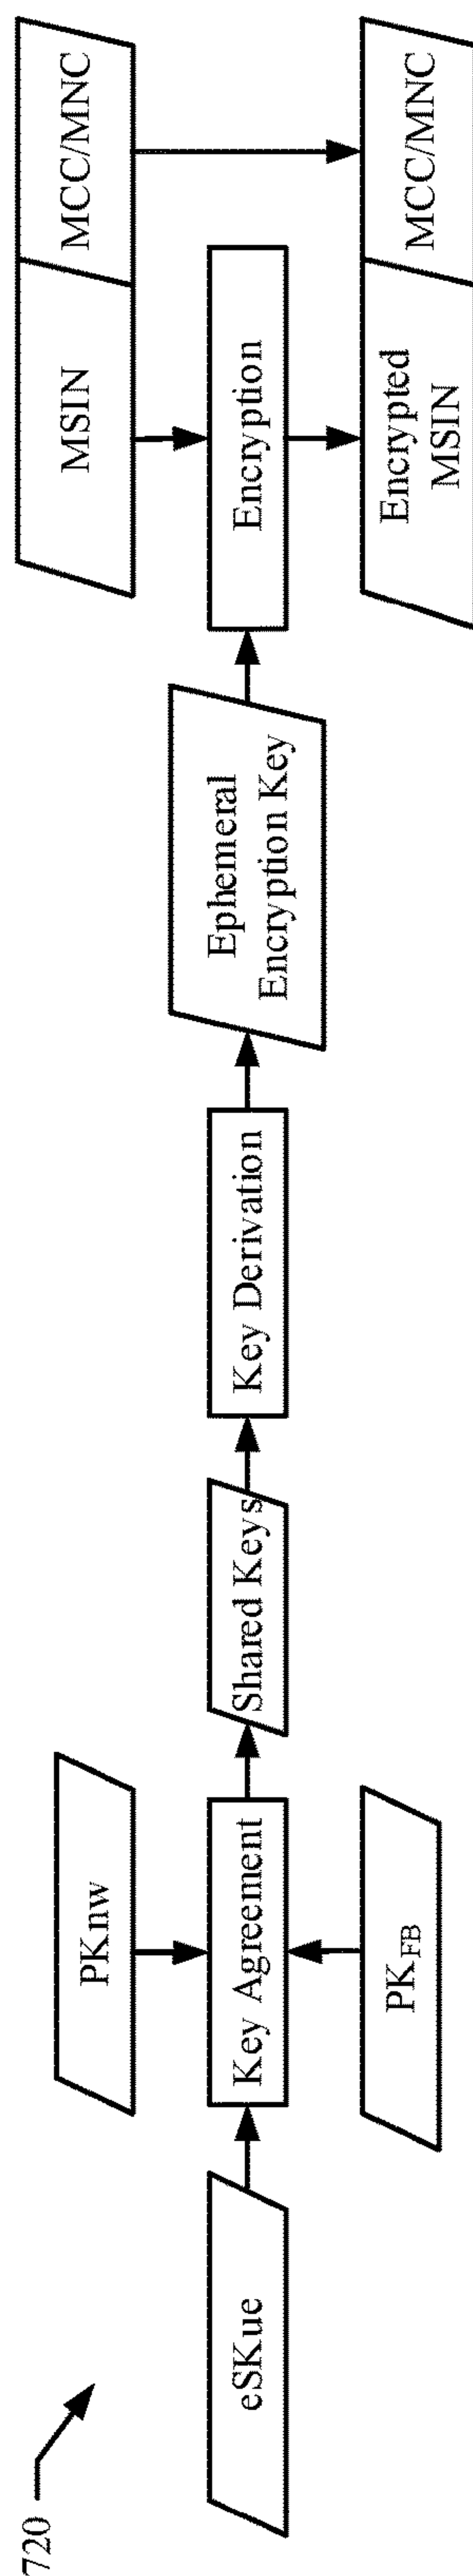 720
eSKue
PKnw
Key Agreement
PKFB
Shared Keys
Key Derivation
Ephemeral
Encryption Key
MSIN
MCC/MNC
Encryption
Encrypted
MSIN
MCC/MNC